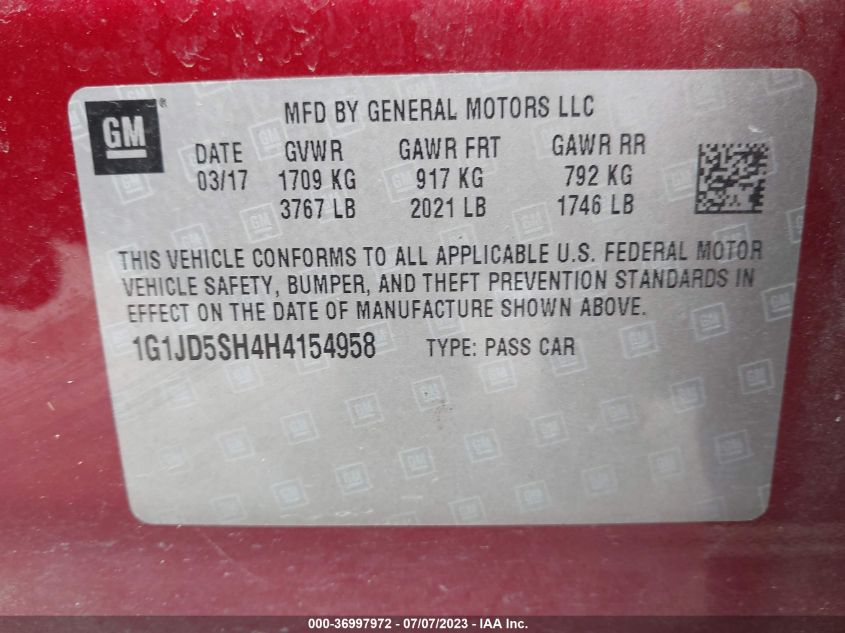 GM ®
MFD BY GENERAL MOTORS LLC
DATE GVWR GAWR FRT GAWR RR
03/17 1709 KG 917 KG 792 KG
3767 LB 2021 LB 1746 LB
THIS VEHICLE CONFORMS TO ALL APPLICABLE U.S. FEDERAL MOTOR
VEHICLE SAFETY, BUMPER, AND THEFT PREVENTION STANDARDS IN
EFFECT ON THE DATE OF MANUFACTURE SHOWN ABOVE.
1G1JD5SH4H4154958 TYPE: PASS CAR
000-36997972 - 07/07/2023 - IAA Inc.